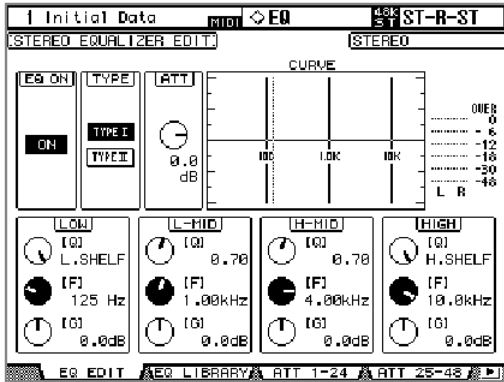 1 Initial Data MIDI ◇EQ 48K ST ST-R-ST
STEREO EQUALIZER EDIT STEREO
EQ ON TYPE ATT CURVE
ON TYPE I TYPE II 0.0 dB
100 1.0K 10K
OVER
0
- 6
-12
-18
-30
-48
L R
LOW L-MID H-MID HIGH
[Q] L.SHELF [Q] 0.70 [Q] 0.70 [Q] H.SHELF
[F] 125 Hz [F] 1.00kHz [F] 4.00kHz [F] 10.0kHz
[G] 0.0dB [G] 0.0dB [G] 0.0dB [G] 0.0dB
EQ EDIT EQ LIBRARY ATT 1-24 ATT 25-48